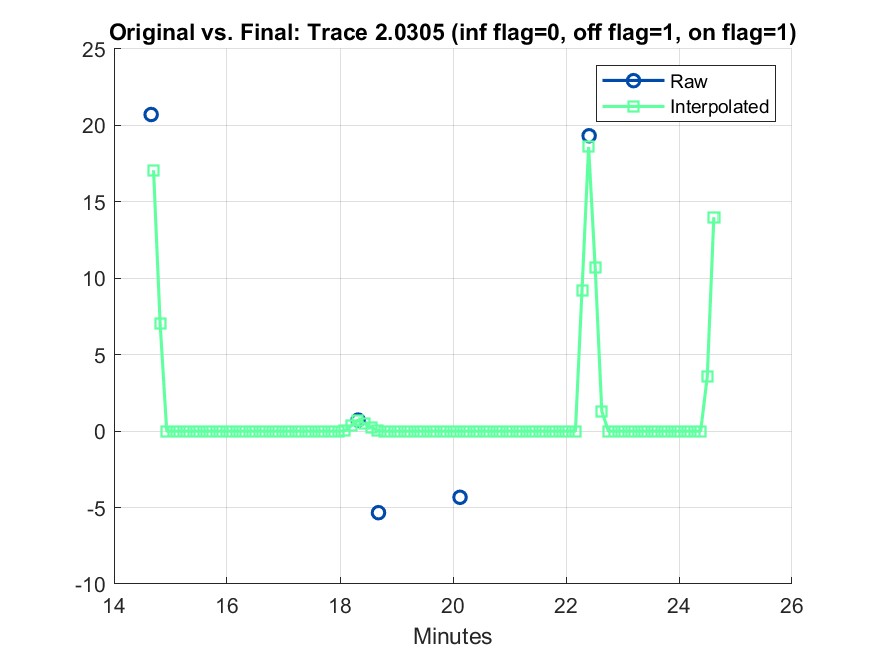 Original vs. Final: Trace 2.0305 (inf flag=0, off flag=1, on flag=1)
25
Raw
Interpolated
20
15
10
5
0
-5
-10
14 16 18 20 22 24 26
Minutes